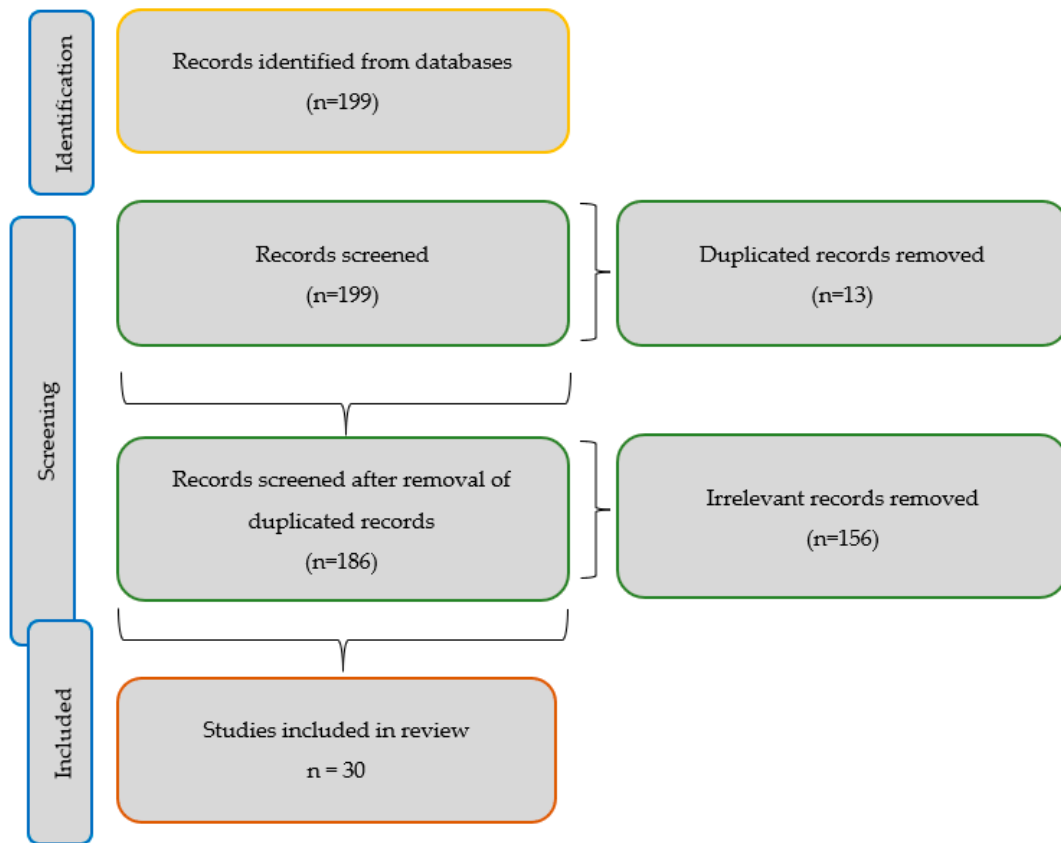 Identification
Records identified from databases
(n=199)
Screening
Records screened
(n=199)
Duplicated records removed
(n=13)
Records screened after removal of
duplicated records
(n=186)
Irrelevant records removed
(n=156)
Included
Studies included in review
n = 30